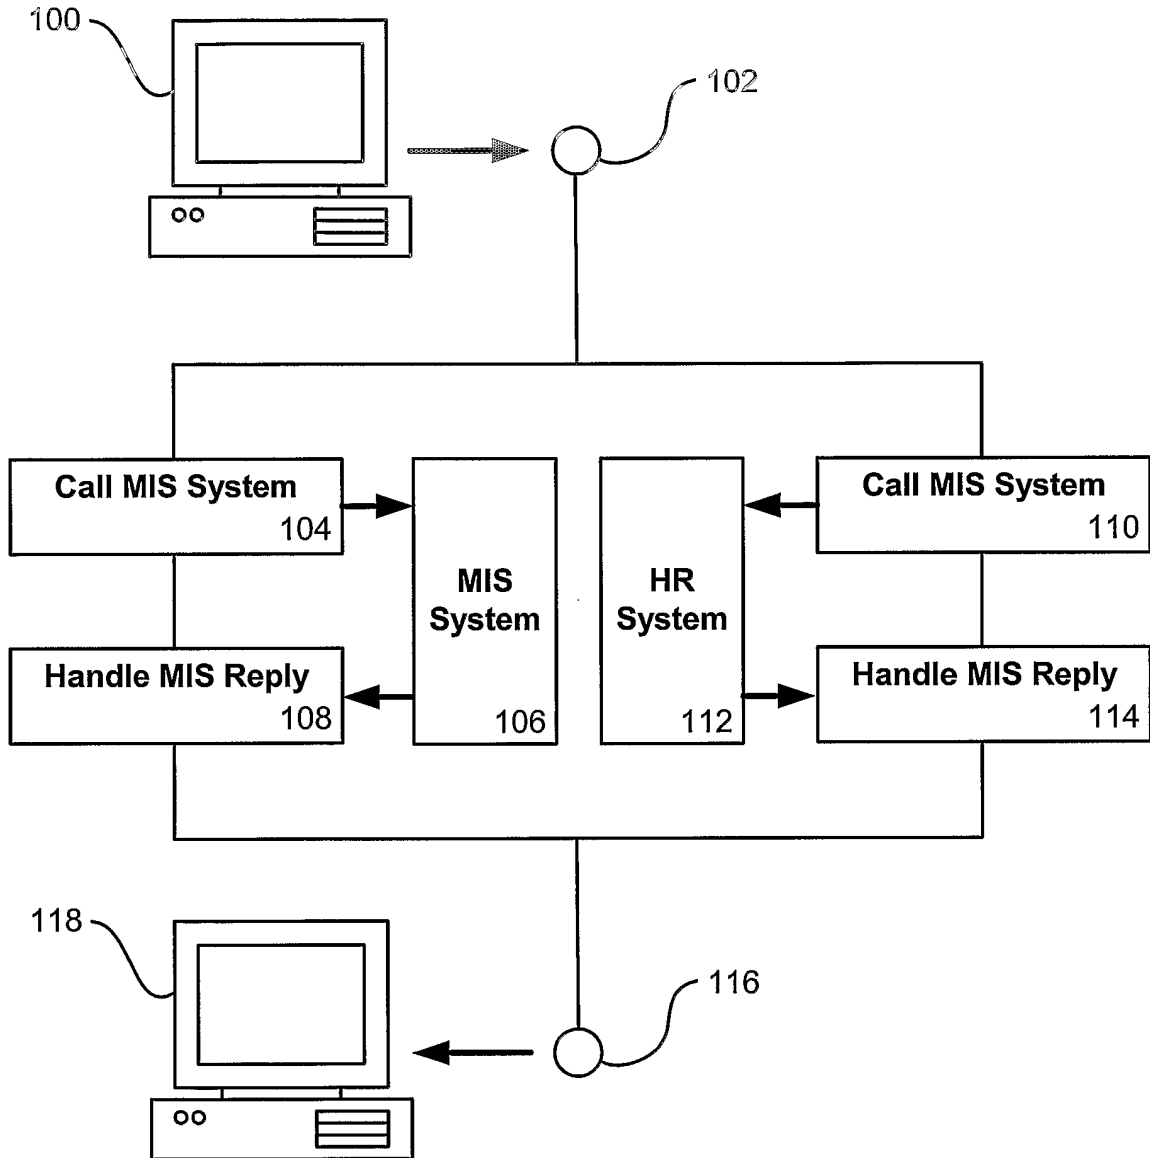 100
102
Call MIS System
104
MIS
System
106
HR
System
112
Call MIS System
110
Handle MIS Reply
108
Handle MIS Reply
114
118
116